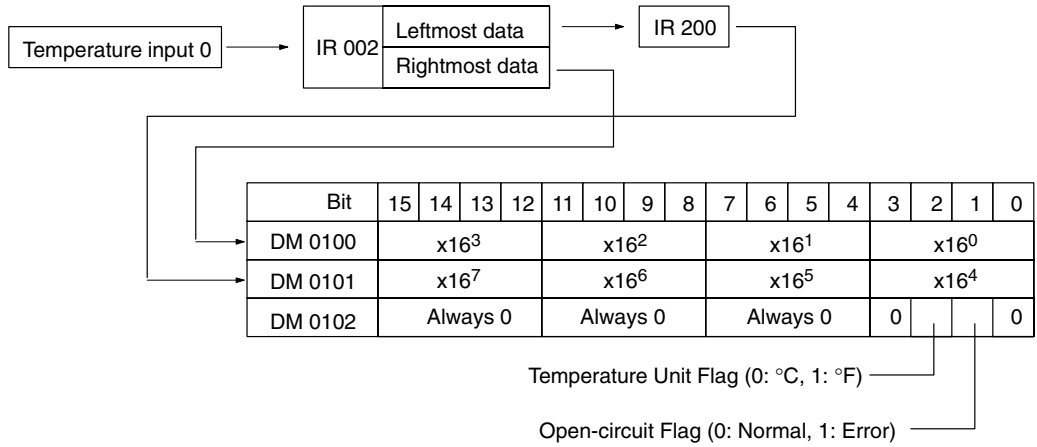 Temperature input 0
IR 002
Leftmost data
Rightmost data
IR 200
Bit 15 14 13 12 11 10 9 8 7 6 5 4 3 2 1 0
DM 0100 x16³ x16² x16¹ x16⁰
DM 0101 x16⁷ x16⁶ x16⁵ x16⁴
DM 0102 Always 0 Always 0 Always 0 0 0
Temperature Unit Flag (0: °C, 1: °F)
Open-circuit Flag (0: Normal, 1: Error)